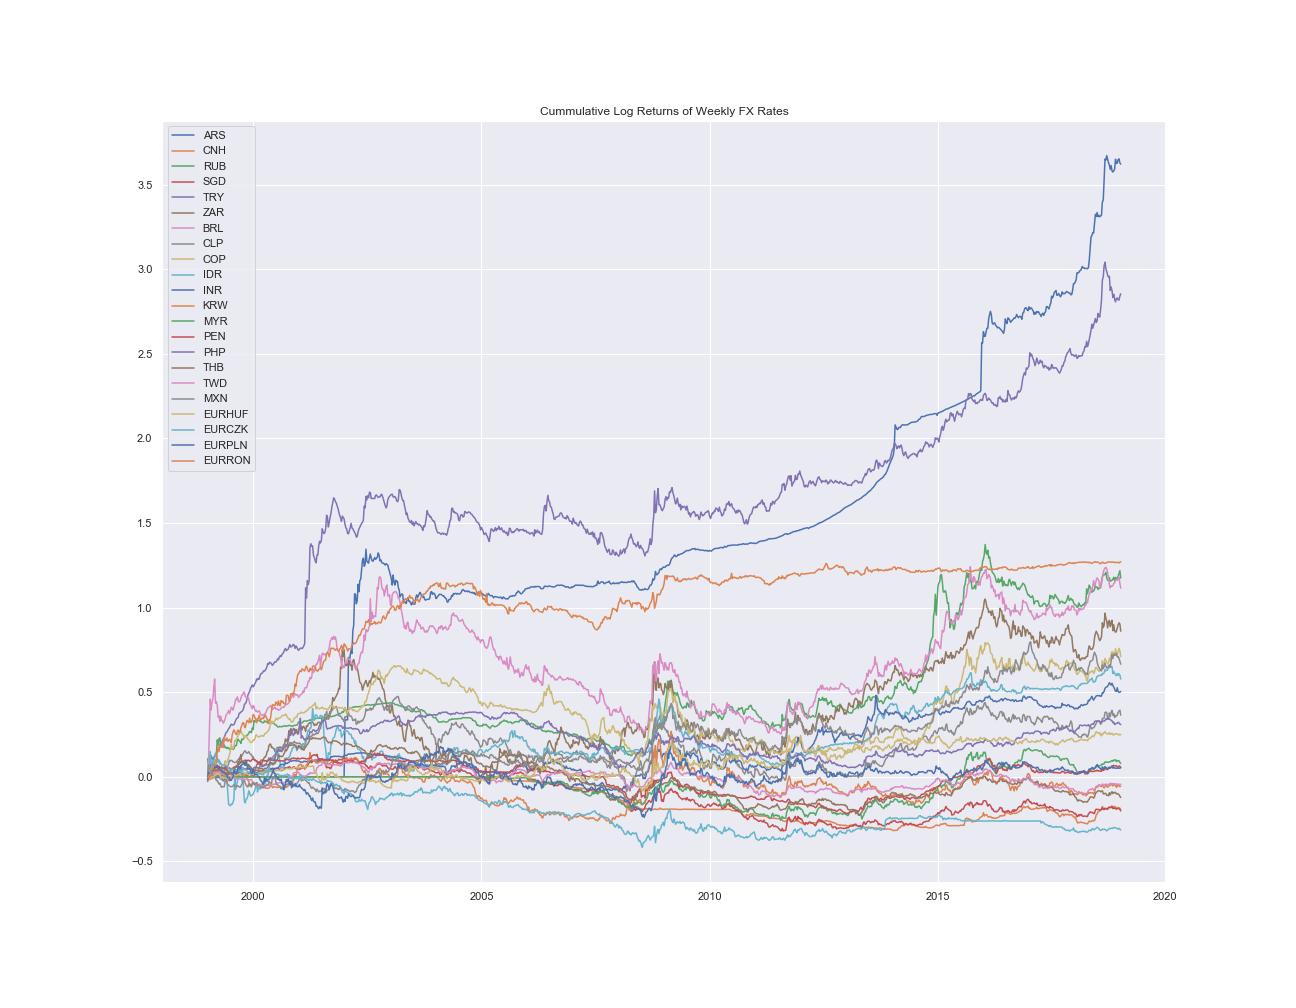 Cummulative Log Returns of Weekly FX Rates
ARS
CNH
RUB
SGD
TRY
ZAR
BRL
CLP
COP
IDR
INR
KRW
MYR
PEN
PHP
THB
TWD
MXN
EURHUF
EURCZK
EURPLN
EURRON
3.5
3.0
2.5
2.0
1.5
1.0
0.5
0.0
−0.5
2000 2005 2010 2015 2020